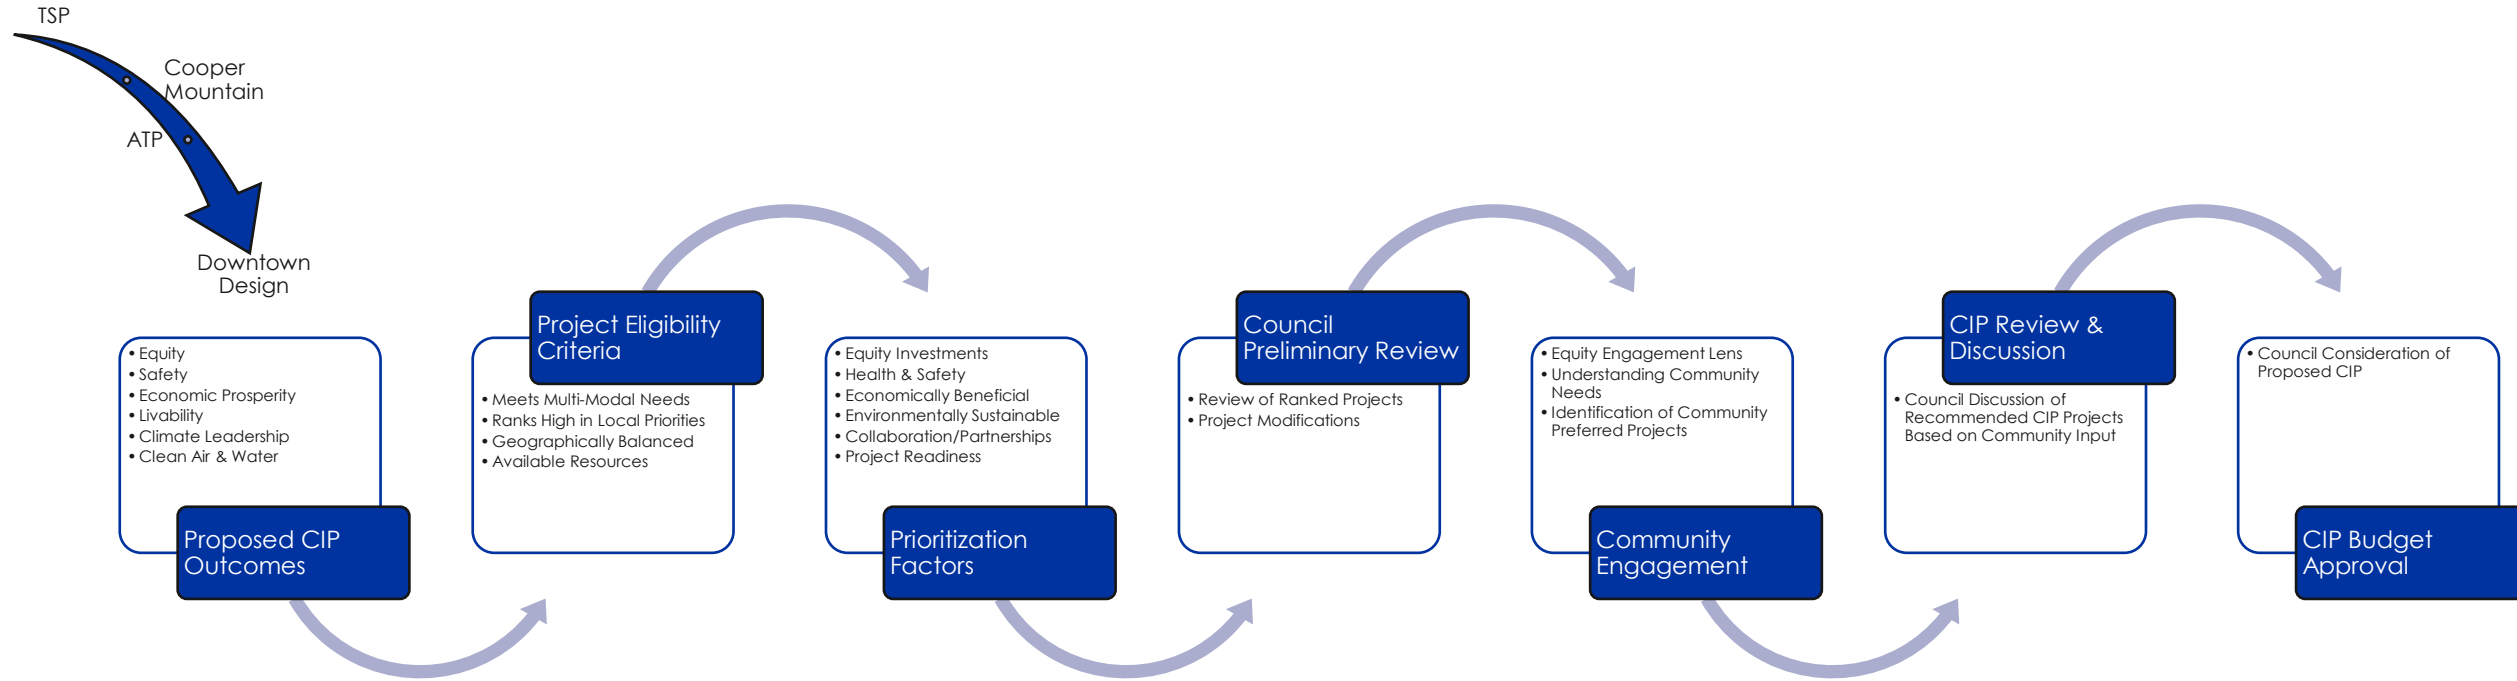 TSP
Cooper
Mountain
ATP
Downtown
Design
• Equity
• Safety
• Economic Prosperity
• Livability
• Climate Leadership
• Clean Air & Water
Proposed CIP
Outcomes
Project Eligibility
Criteria
• Meets Multi-Modal Needs
• Ranks High in Local Priorities
• Geographically Balanced
• Available Resources
• Equity Investments
• Health & Safety
• Economically Beneficial
• Environmentally Sustainable
• Collaboration/Partnerships
• Project Readiness
Prioritization
Factors
Council
Preliminary Review
• Review of Ranked Projects
• Project Modifications
• Equity Engagement Lens
• Understanding Community
Needs
• Identification of Community
Preferred Projects
Community
Engagement
CIP Review &
Discussion
• Council Discussion of
Recommended CIP Projects
Based on Community Input
• Council Consideration of
Proposed CIP
CIP Budget
Approval